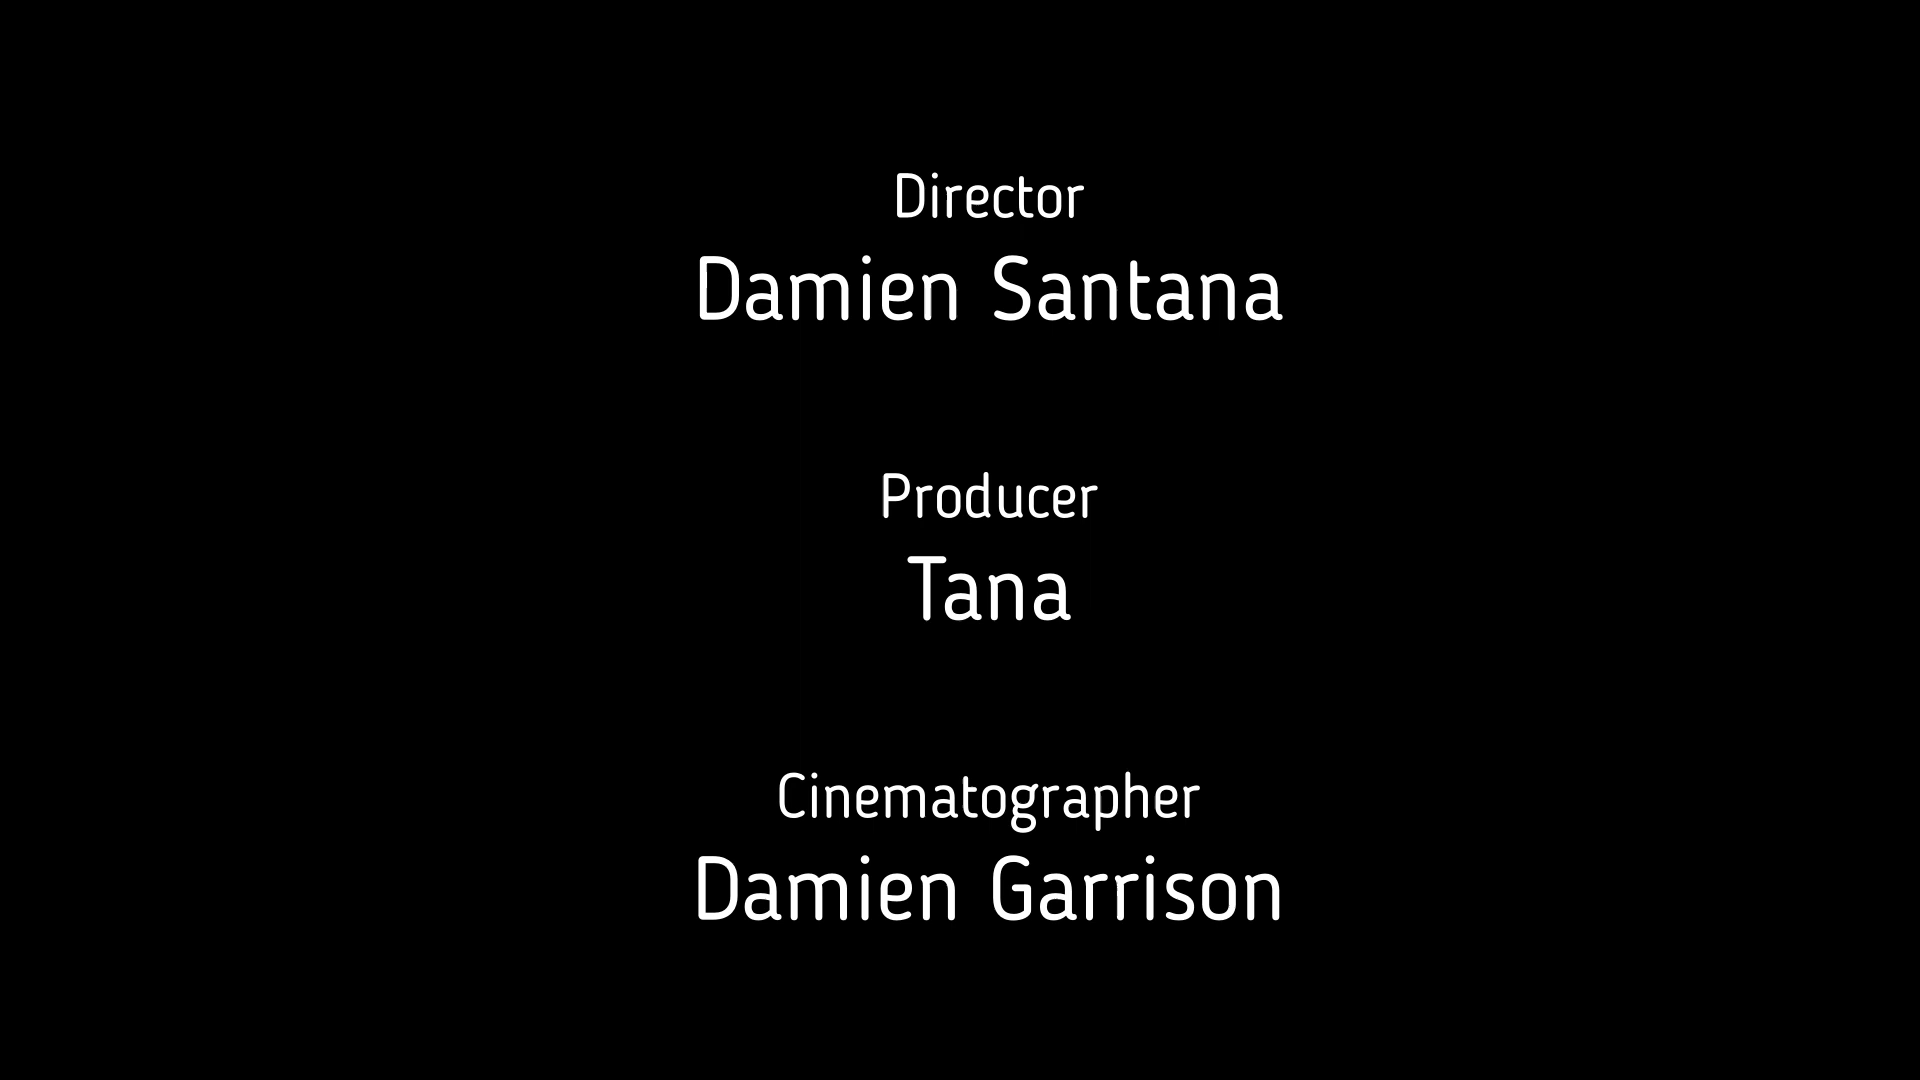 Director
Damien Santana
Producer
Tana
Cinematographer
Damien Garrison